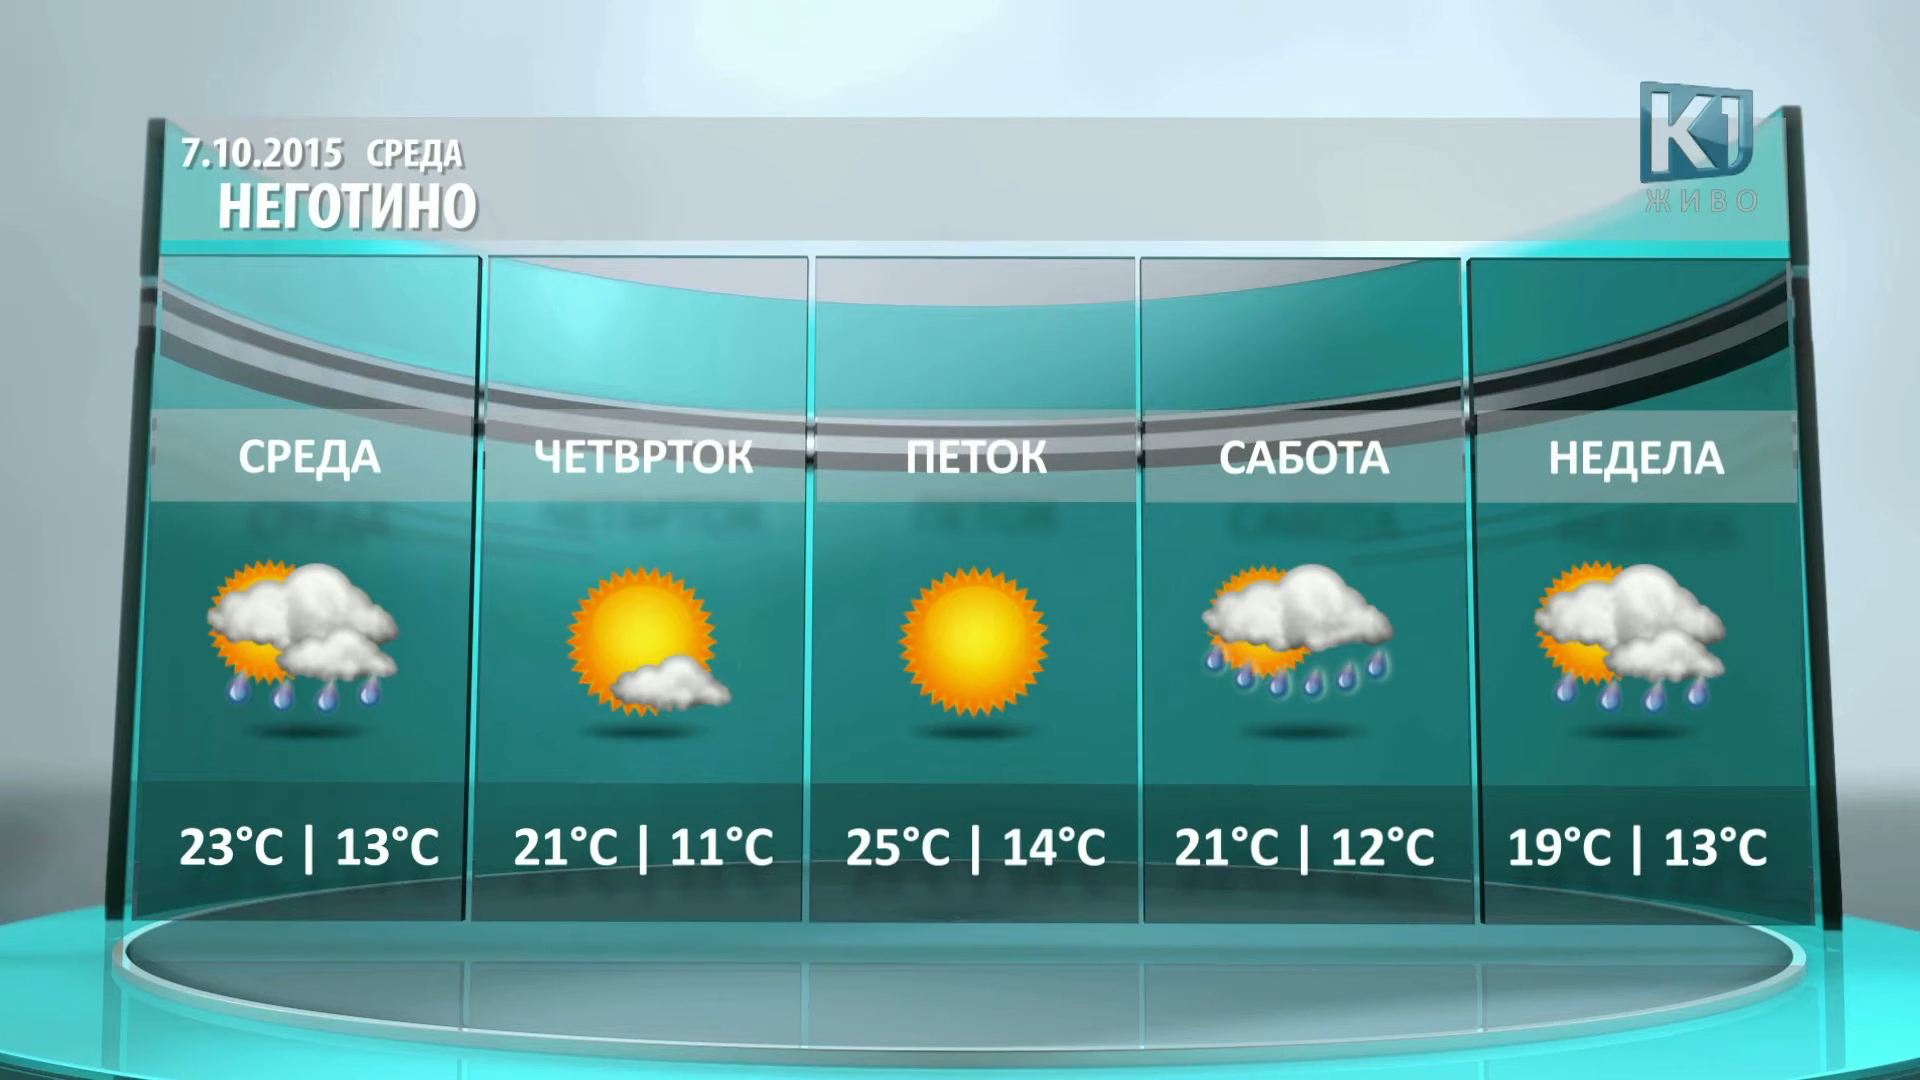 7.10.2015 СРЕДА
НЕГОТИНО
K1
ЖИВО
СРЕДА
ЧЕТВРТОК
ПЕТОК
САБОТА
НЕДЕЛА
23°C | 13°C
21°C | 11°C
25°C | 14°C
21°C | 12°C
19°C | 13°C